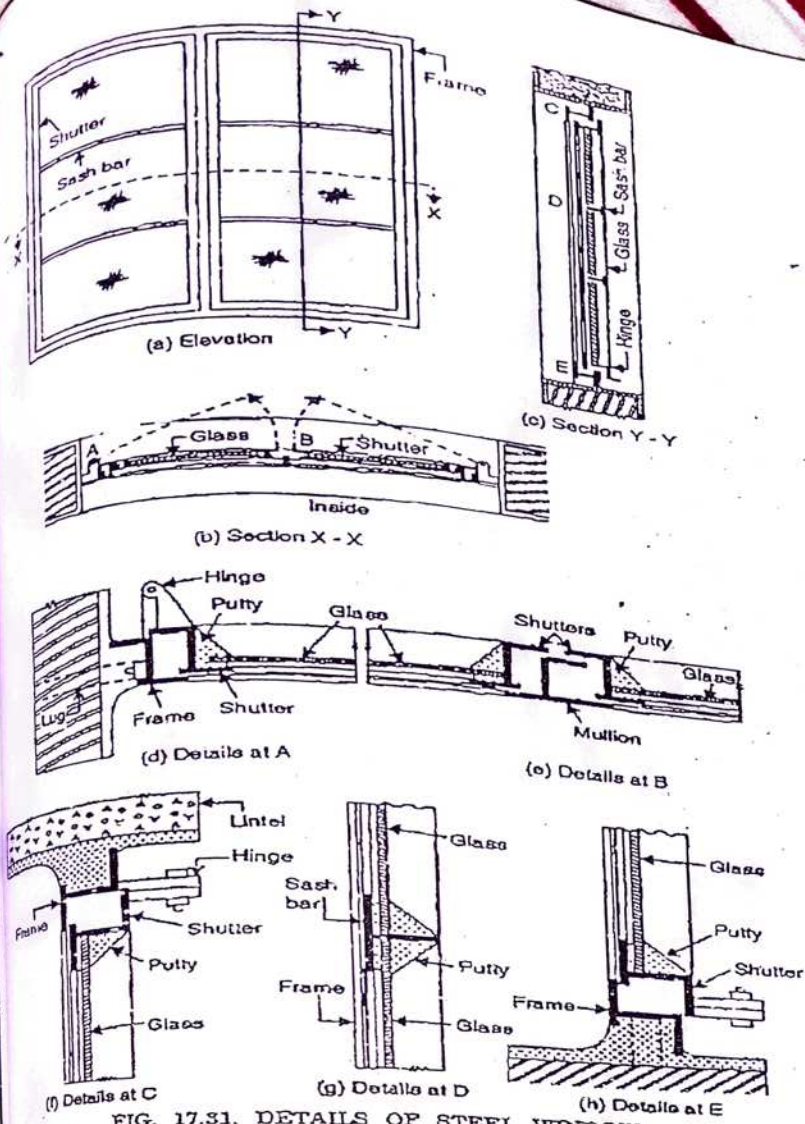 Y
Frame
Shutter
Sash bar
X
X
Y
(a) Elevation
C
D
E
Sash bar
Glass
Hinge
(c) Section Y - Y
A
Glass
B
Shutter
Inside
(b) Section X - X
Hinge
Putty
Glass
Lug
Frame
Shutter
(d) Details at A
Shutters
Putty
Glass
Mullion
(e) Details at B
Lintel
Hinge
Frame
Shutter
Putty
Glass
(f) Details at C
Glass
Sash
bar
Putty
Frame
Glass
(g) Details at D
Glass
Putty
Shutter
Frame
(h) Details at E
FIG. 17.31. DETAILS OF STEEL